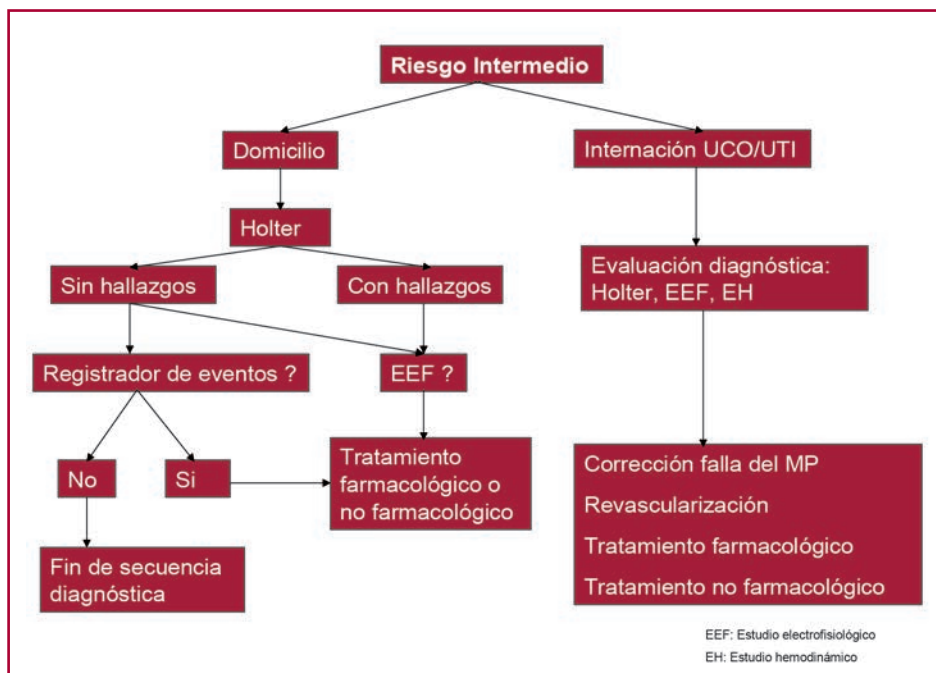 Riesgo Intermedio
Domicilio
Internación UCO/UTI
Holter
Sin hallazgos
Con hallazgos
Evaluación diagnóstica:
Holter, EEF, EH
Registrador de eventos ?
EEF ?
No
Si
Tratamiento
farmacológico o
no farmacológico
Corrección falla del MP
Revascularización
Tratamiento farmacológico
Tratamiento no farmacológico
Fin de secuencia
diagnóstica
EEF: Estudio electrofisiológico
EH: Estudio hemodinámico